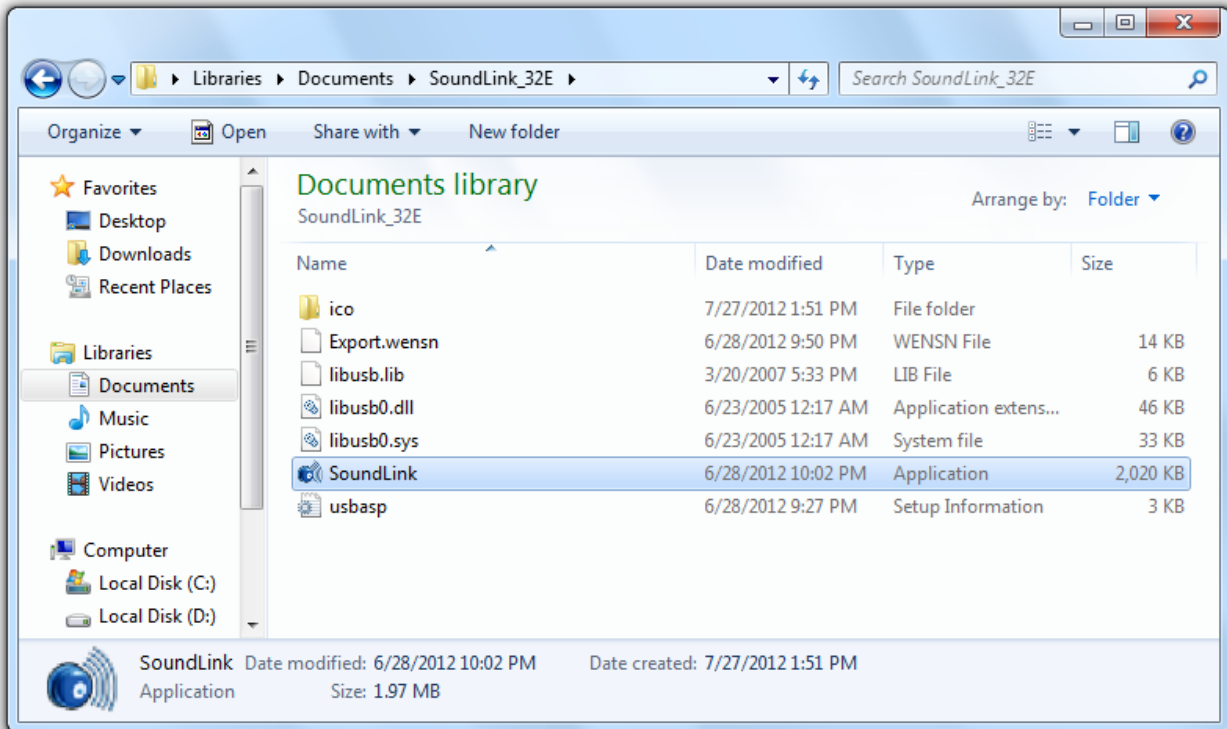 Libraries Documents SoundLink_32E Search SoundLink_32E
Organize Open Share with New folder
Favorites
Desktop
Downloads
Recent Places
Libraries
Documents
Music
Pictures
Videos
Computer
Local Disk (C:)
Local Disk (D:)
Documents library
SoundLink_32E
Arrange by: Folder
Name Date modified Type Size
ico 7/27/2012 1:51 PM File folder
Export.wensn 6/28/2012 9:50 PM WENSN File 14 KB
libusb.lib 3/20/2007 5:33 PM LIB File 6 KB
libusb0.dll 6/23/2005 12:17 AM Application extens... 46 KB
libusb0.sys 6/23/2005 12:17 AM System file 33 KB
SoundLink 6/28/2012 10:02 PM Application 2,020 KB
usbasp 6/28/2012 9:27 PM Setup Information 3 KB
SoundLink Date modified: 6/28/2012 10:02 PM Date created: 7/27/2012 1:51 PM
Application Size: 1.97 MB